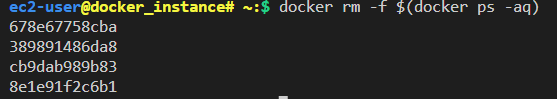 ec2-user@docker_instance# ~:$ docker rm -f $(docker ps -aq)
678e67758cba
389891486da8
cb9dab989b83
8e1e91f2c6b1